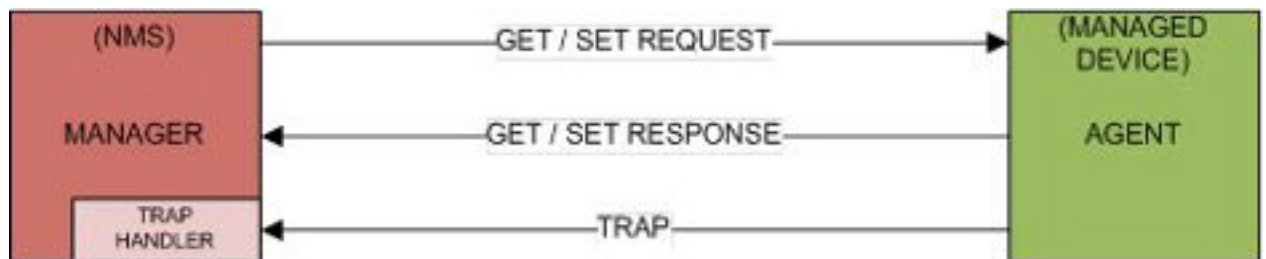 (NMS)
MANAGER
TRAP
HANDLER
GET / SET REQUEST
GET / SET RESPONSE
TRAP
(MANAGED
DEVICE)
AGENT